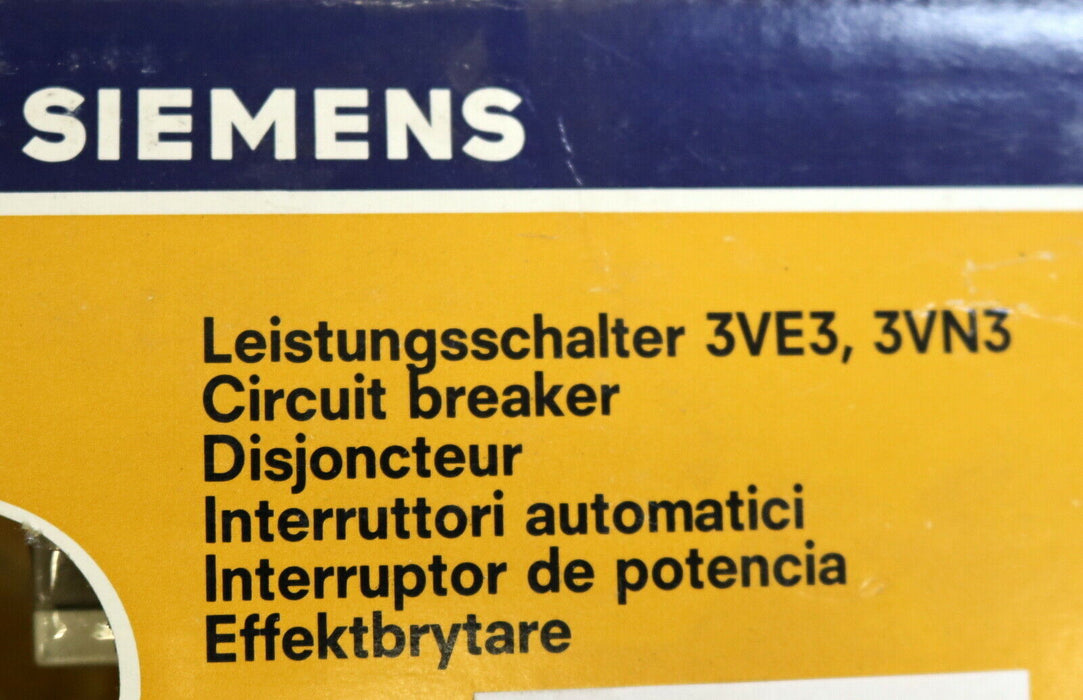 SIEMENS
Leistungsschalter 3VE3, 3VN3
Circuit breaker
Disjoncteur
Interruttori automatici
Interruptor de potencia
Effektbrytare